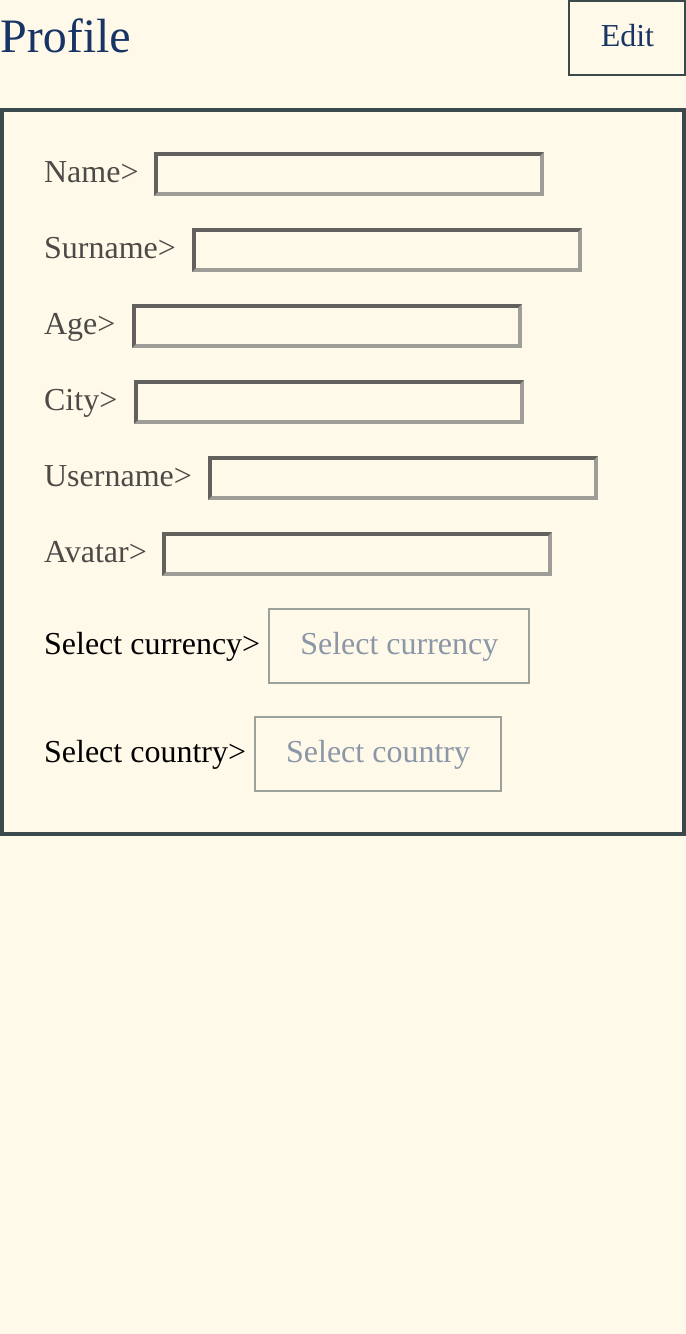 Profile
Edit
Name>
Surname>
Age>
City>
Username>
Avatar>
Select currency> Select currency
Select country> Select country